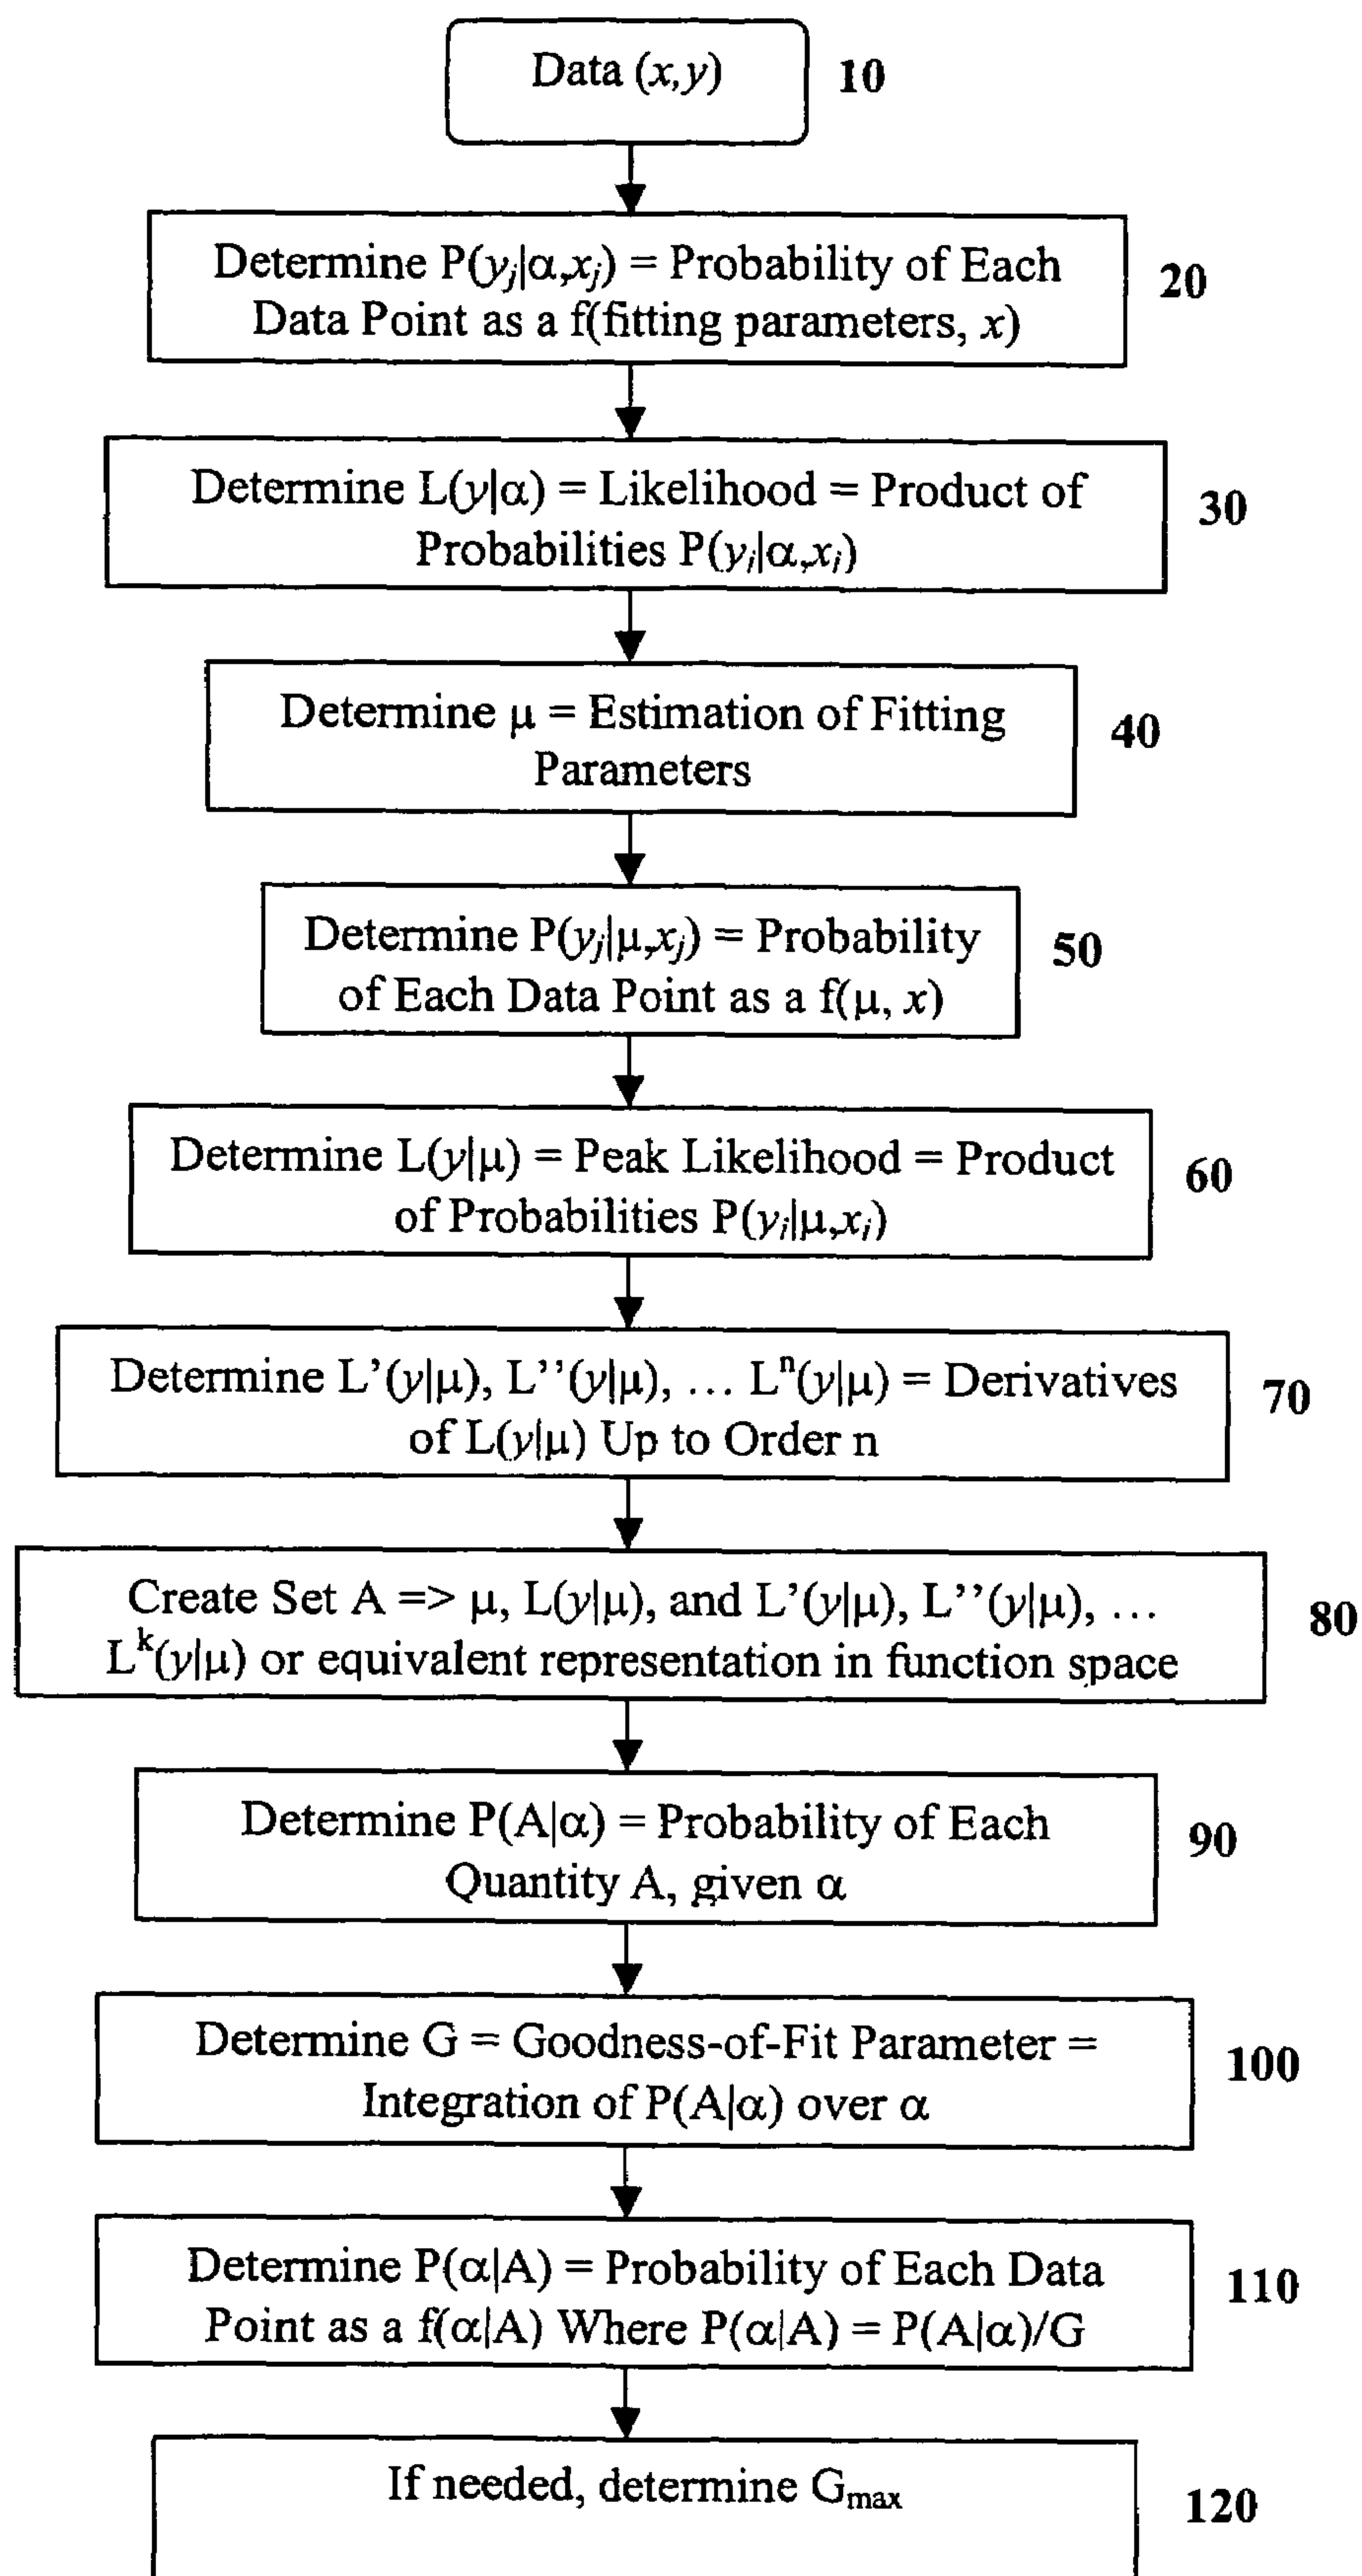 Data (x,y)
10
Determine P(yj|α,xj) = Probability of Each
Data Point as a f(fitting parameters, x)
20
Determine L(y|α) = Likelihood = Product of
Probabilities P(yi|α,xi)
30
Determine μ = Estimation of Fitting
Parameters
40
Determine P(yj|μ,xj) = Probability
of Each Data Point as a f(μ, x)
50
Determine L(y|μ) = Peak Likelihood = Product
of Probabilities P(yi|μ,xi)
60
Determine L’(y|μ), L’’(y|μ), … Lⁿ(y|μ) = Derivatives
of L(y|μ) Up to Order n
70
Create Set A => μ, L(y|μ), and L’(y|μ), L’’(y|μ), …
Lᵏ(y|μ) or equivalent representation in function space
80
Determine P(A|α) = Probability of Each
Quantity A, given α
90
Determine G = Goodness-of-Fit Parameter =
Integration of P(A|α) over α
100
Determine P(α|A) = Probability of Each Data
Point as a f(α|A) Where P(α|A) = P(A|α)/G
110
If needed, determine Gmax
120